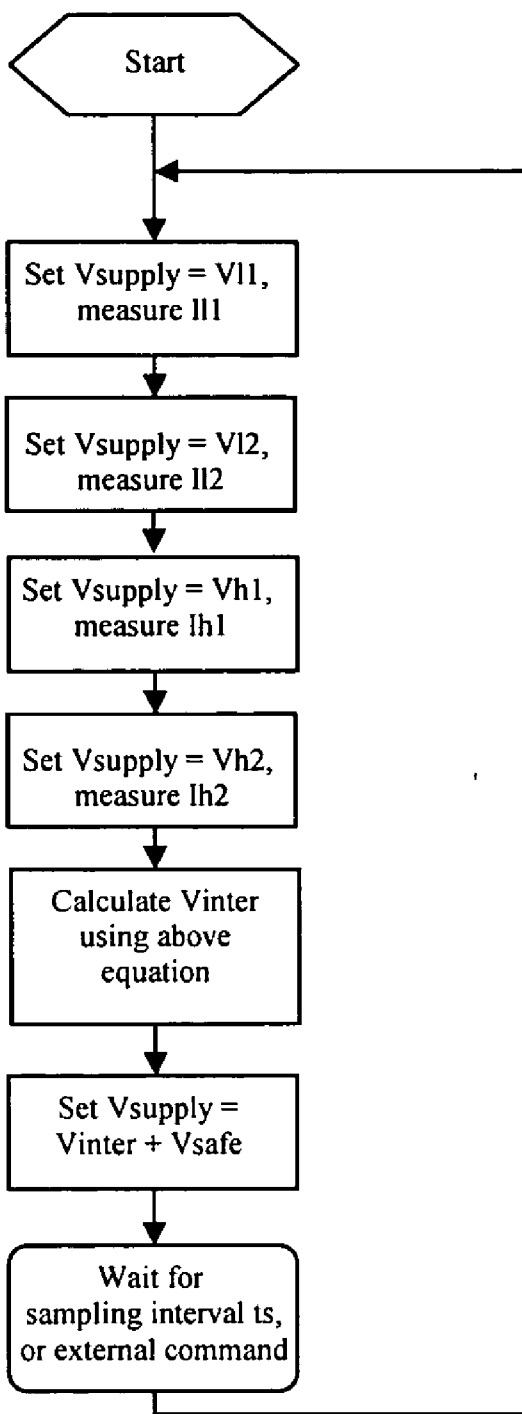 Start
Set Vsupply = Vl1,
measure Il1
Set Vsupply = Vl2,
measure Il2
Set Vsupply = Vh1,
measure Ih1
Set Vsupply = Vh2,
measure Ih2
Calculate Vinter
using above
equation
Set Vsupply =
Vinter + Vsafe
Wait for
sampling interval ts,
or external command